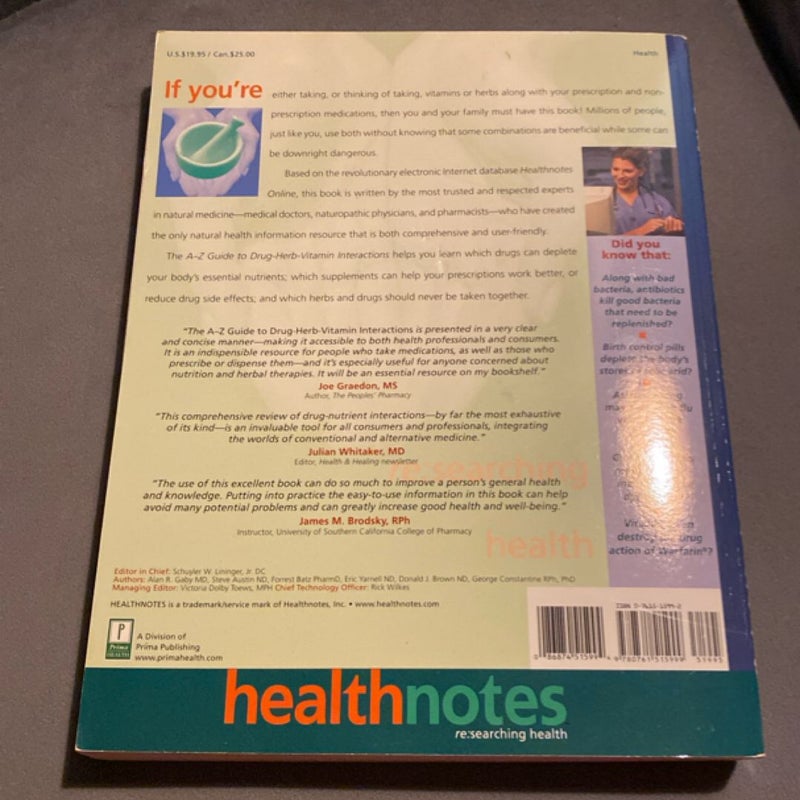 U.S.$19.95 / Can.$25.00
Health
If you're either taking, or thinking of taking, vitamins or herbs along with your prescription and non-
prescription medications, then you and your family must have this book! Millions of people,
just like you, use both without knowing that some combinations are beneficial while some can
be downright dangerous.
Based on the revolutionary electronic Internet database Healthnotes
Online, this book is written by the most trusted and respected experts
in natural medicine—medical doctors, naturopathic physicians, and pharmacists—who have created
the only natural health information resource that is both comprehensive and user-friendly.
The A–Z Guide to Drug-Herb-Vitamin Interactions helps you learn which drugs can deplete
your body's essential nutrients; which supplements can help your prescriptions work better, or
reduce drug side effects; and which herbs and drugs should never be taken together.
"The A–Z Guide to Drug-Herb-Vitamin Interactions is presented in a very clear
and concise manner—making it accessible to both health professionals and consumers.
It is an indispensible resource for people who take medications, as well as those who
prescribe or dispense them—and it's especially useful for anyone concerned about
nutrition and herbal therapies. It will be an essential resource on my bookshelf."
Joe Graedon, MS
Author, The Peoples' Pharmacy
"This comprehensive review of drug-nutrient interactions—by far the most exhaustive
of its kind—is an invaluable tool for all consumers and professionals, integrating
the worlds of conventional and alternative medicine."
Julian Whitaker, MD
Editor, Health & Healing newsletter
"The use of this excellent book can do so much to improve a person's general health
and knowledge. Putting into practice the easy-to-use information in this book can help
avoid many potential problems and can greatly increase good health and well-being."
James M. Brodsky, RPh
Instructor, University of Southern California College of Pharmacy
re:searching
health
Did you
know that:
Along with bad
bacteria, antibiotics
kill good bacteria
that need to be
replenished?
Birth control pills
deplete the body's
stores
destroy drug
action of Warfarin®?
Editor in Chief: Schuyler W. Lininger, Jr. DC
Authors: Alan R. Gaby MD, Steve Austin ND, Forrest Batz PharmD, Eric Yarnell ND, Donald J. Brown ND, George Constantine RPh, PhD
Managing Editor: Victoria Dolby Toews, MPH Chief Technology Officer: Rick Wilkes
HEALTHNOTES is a trademark/service mark of Healthnotes, Inc. • www.healthnotes.com
P
Prima
HEALTH
A Division of
Prima Publishing
www.primahealth.com
ISBN 0-7615-1599-2
0 86874 51599 4
9 780761 515999
51995
healthnotes
re:searching health